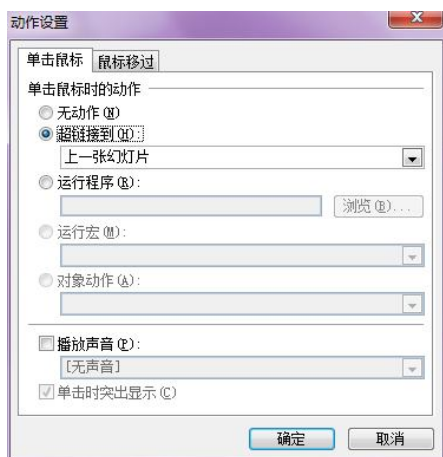 动作设置
单击鼠标 鼠标移过
单击鼠标时的动作
无动作(N)
超链接到(H):
上一张幻灯片
运行程序(R):
浏览(B)...
运行宏(M):
对象动作(A):
播放声音(P):
[无声音]
单击时突出显示(C)
确定 取消